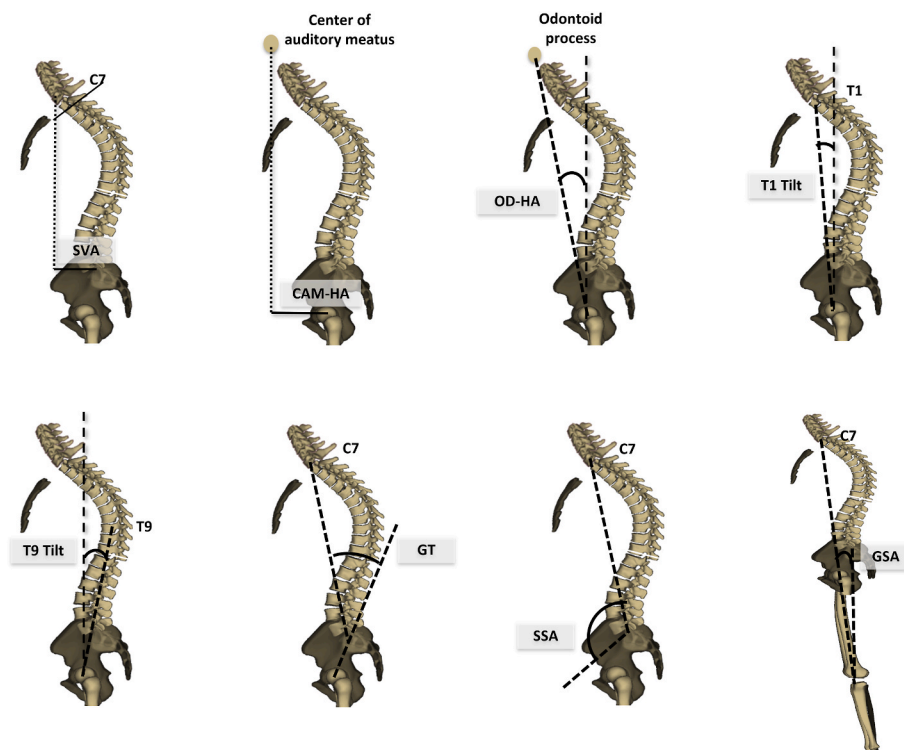 Center of
auditory meatus
Odontoid
process
C7
T1
OD-HA
T1 Tilt
SVA
CAM-HA
C7
C7
C7
T9
T9 Tilt
GT
GSA
SSA